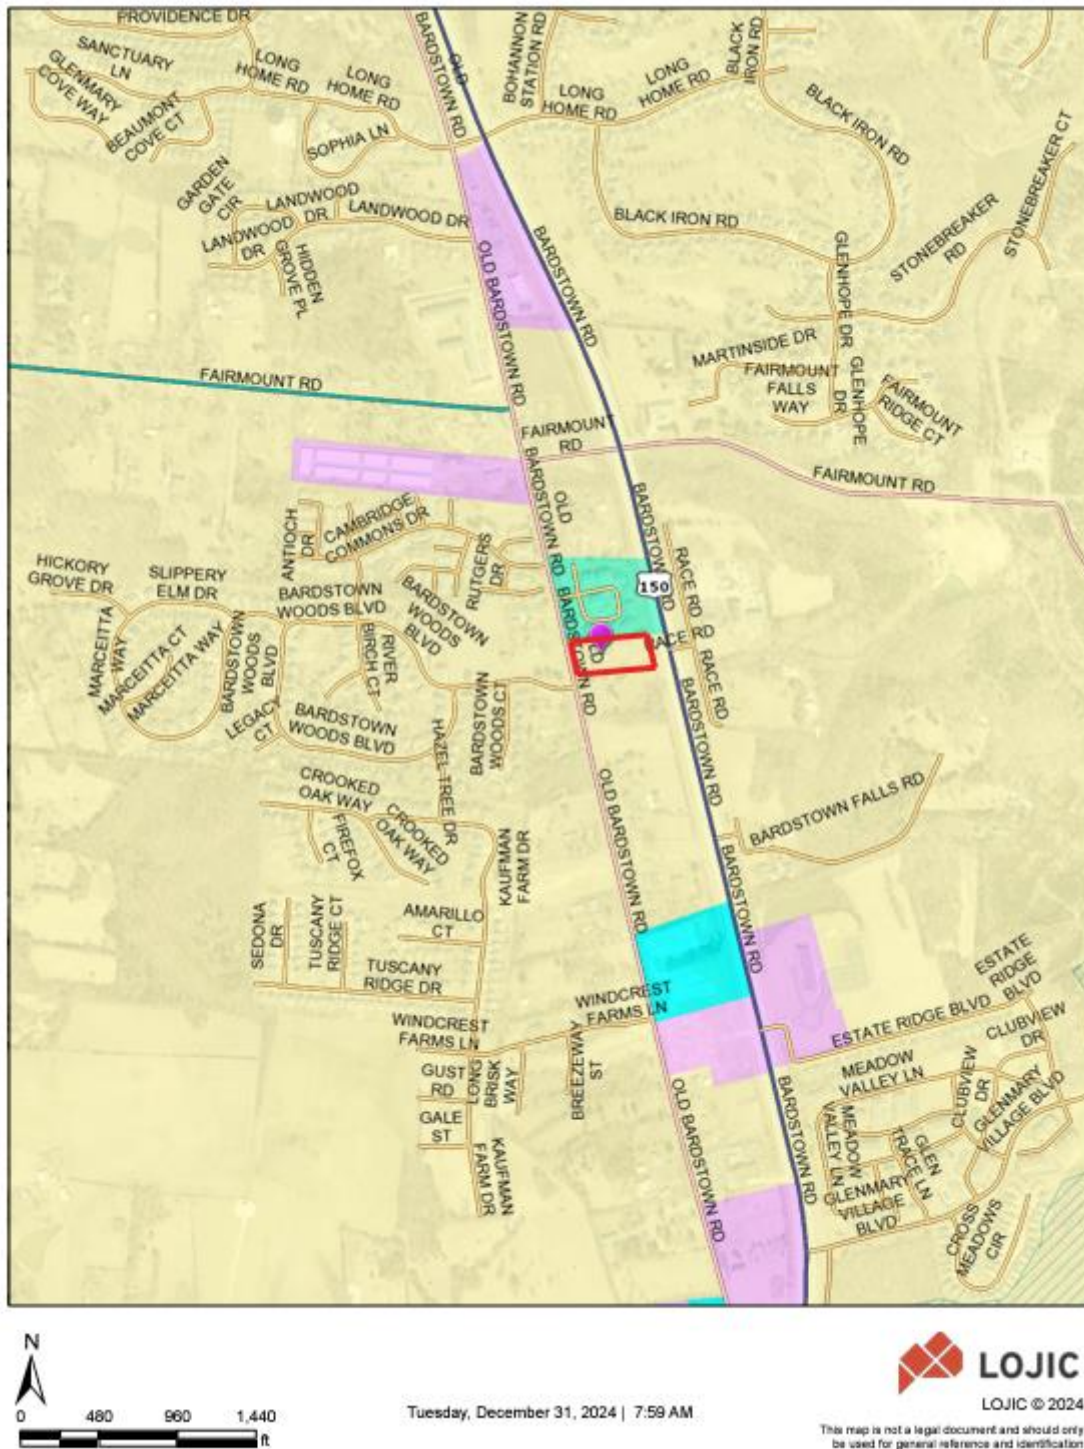 PROVIDENCE DR
SANCTUARY
LN
GLENMARY
COVE WAY
BEAUMONT
COVE CT
LONG
HOME RD
LONG
HOME RD
SOPHIA LN
OLD
BARDSTOWN RD
BOHANNON
STATION RD
LONG
HOME RD
LONG
HOME RD
BLACK
IRON RD
BLACK IRON RD
BLACK IRON RD
STONEBREAKER
RD
STONEBREAKER CT
GARDEN
GATE
CIR
LANDWOOD
DR
LANDWOOD DR
LANDWOOD
DR
HIDDEN
GROVE PL
OLD BARDSTOWN RD
BARDSTOWN RD
GLENHOPE DR
MARTINSIDE DR
FAIRMOUNT
FALLS
WAY
GLENHOPE
DR
FAIRMOUNT
RIDGE CT
FAIRMOUNT RD
FAIRMOUNT
RD
FAIRMOUNT RD
OLD
BARDSTOWN RD
BARDSTOWN RD
150
RACE RD
RACE RD
RACE RD
ANTIOCH
DR
CAMBRIDGE
COMMONS DR
RUTGERS
DR
HICKORY
GROVE DR
SLIPPERY
ELM DR
BARDSTOWN
WOODS BLVD
BARDSTOWN
WOODS
BLVD
MARCEITTA
WAY
MARCEITTA CT
MARCEITTA WAY
BARDSTOWN
WOODS
BLVD
RIVER
BIRCH CT
LEGACY
CT
BARDSTOWN
WOODS BLVD
BARDSTOWN
WOODS CT
HAZEL TREE DR
OLD
BARDSTOWN RD
BARDSTOWN RD
CROOKED
OAK WAY
CROOKED
OAK WAY
FIREFOX
CT
KAUFMAN
FARM DR
OLD BARDSTOWN RD
BARDSTOWN FALLS RD
BARDSTOWN RD
SEDONA
DR
TUSCANY
RIDGE CT
AMARILLO
CT
TUSCANY
RIDGE DR
WINDCREST
FARMS LN
WINDCREST
FARMS LN
ESTATE
RIDGE
BLVD
ESTATE RIDGE BLVD
GUST
RD
LONG
BRISK
WAY
BREEZEWAY
ST
GALE
ST
KAUFMAN
FARM DR
OLD BARDSTOWN RD
BARDSTOWN RD
MEADOW
VALLEY LN
CLUBVIEW
DR
CLUBVIEW
DR
GLENMARY
VILLAGE BLVD
MEADOW
VALLEY LN
GLEN
TRACE LN
GLENMARY
VILLAGE
BLVD
CROSS
MEADOWS
CIR
N
0 480 960 1,440
ft
Tuesday, December 31, 2024 | 7:59 AM
LOJIC
LOJIC © 2024
This map is not a legal document and should only
be used for general reference and identification